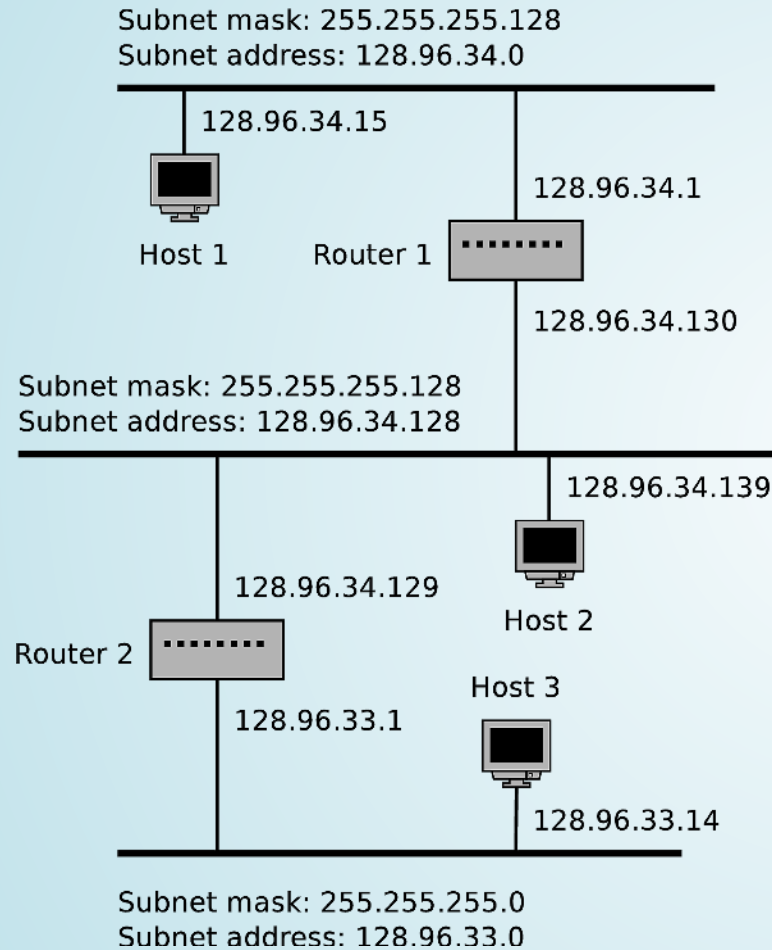 Subnet mask: 255.255.255.128
Subnet address: 128.96.34.0
128.96.34.15
128.96.34.1
Host 1
Router 1
128.96.34.130
Subnet mask: 255.255.255.128
Subnet address: 128.96.34.128
128.96.34.139
128.96.34.129
Host 2
Router 2
Host 3
128.96.33.1
128.96.33.14
Subnet mask: 255.255.255.0
Subnet address: 128.96.33.0